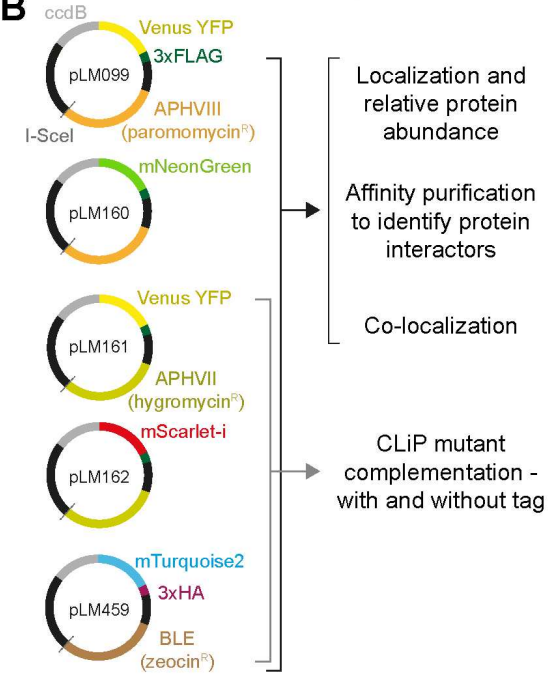 B
ccdB
Venus YFP
3xFLAG
pLM099
APHVIII
(paromomycinR)
I-SceI
mNeonGreen
pLM160
Venus YFP
pLM161
APHVII
(hygromycinR)
mScarlet-i
pLM162
mTurquoise2
3xHA
pLM459
BLE
(zeocinR)
Localization and
relative protein
abundance
Affinity purification
to identify protein
interactors
Co-localization
CLiP mutant
complementation -
with and without tag